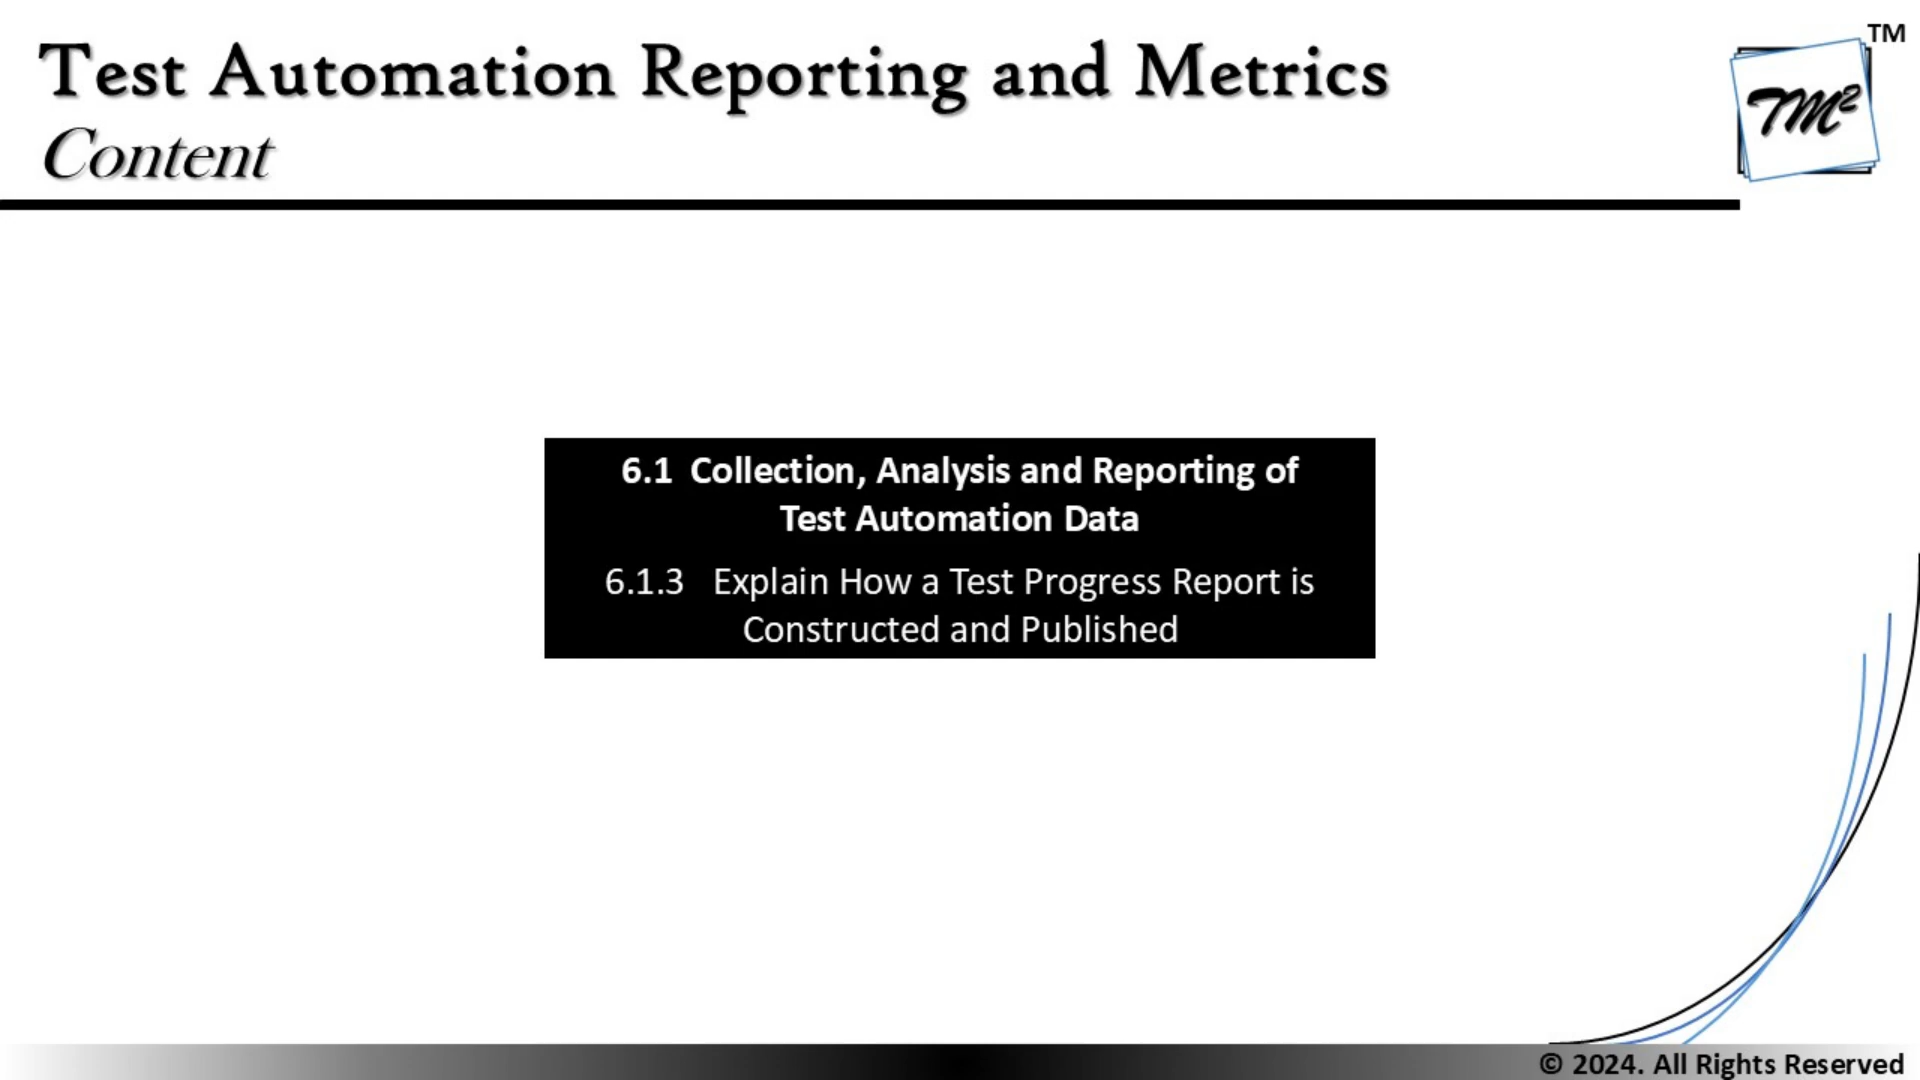 Test Automation Reporting and Metrics
Content
TM
TM²
6.1 Collection, Analysis and Reporting of
Test Automation Data
6.1.3 Explain How a Test Progress Report is
Constructed and Published
© 2024. All Rights Reserved